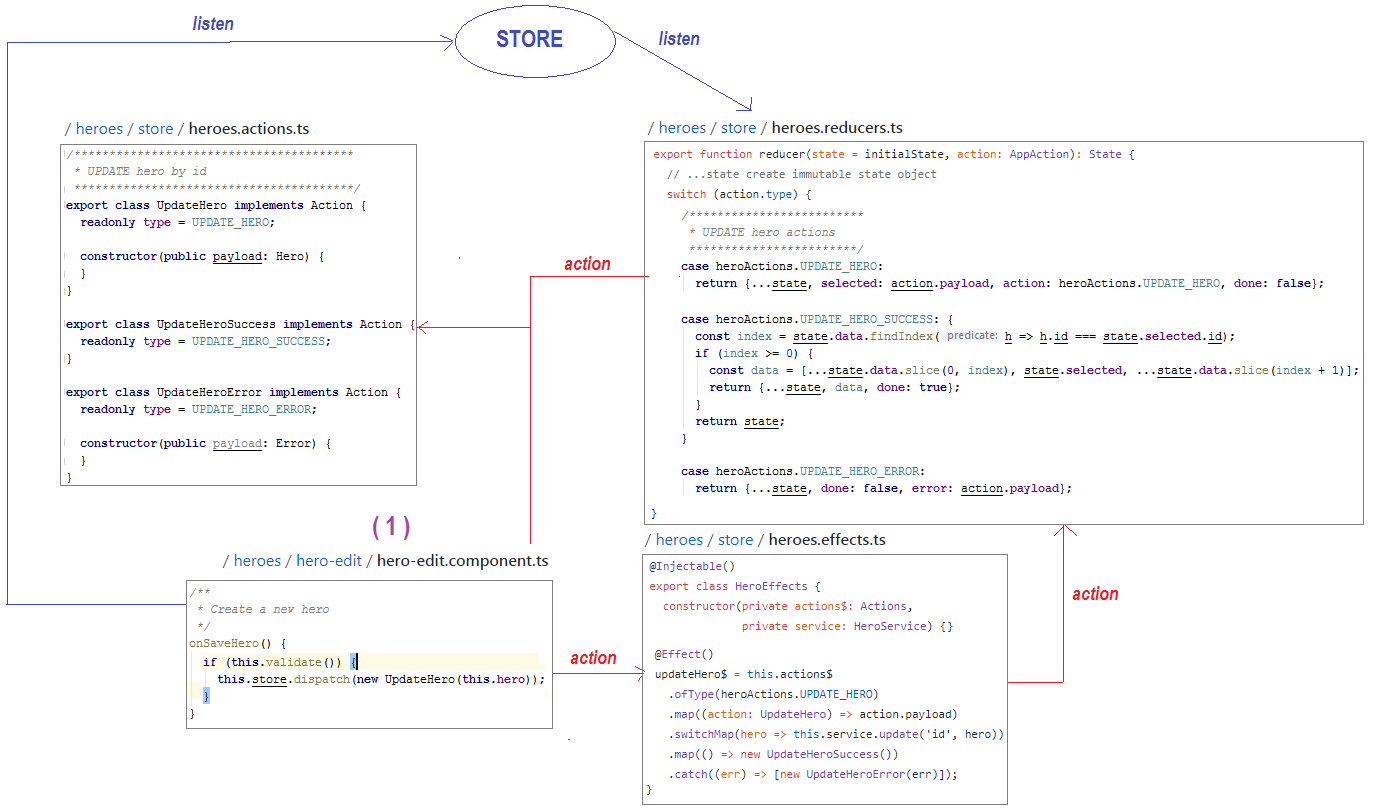 listen
STORE
listen
/ heroes / store / heroes.actions.ts
/****************************************
* UPDATE hero by id
****************************************/
export class UpdateHero implements Action {
readonly type = UPDATE_HERO;
constructor(public payload: Hero) {
}
}
export class UpdateHeroSuccess implements Action {
readonly type = UPDATE_HERO_SUCCESS;
}
export class UpdateHeroError implements Action {
readonly type = UPDATE_HERO_ERROR;
constructor(public payload: Error) {
}
}
/ heroes / store / heroes.reducers.ts
export function reducer(state = initialState, action: AppAction): State {
// ...state create immutable state object
switch (action.type) {
/*************************
* UPDATE hero actions
************************/
case heroActions.UPDATE_HERO:
return {...state, selected: action.payload, action: heroActions.UPDATE_HERO, done: false};
case heroActions.UPDATE_HERO_SUCCESS: {
const index = state.data.findIndex( predicate: h => h.id === state.selected.id);
if (index >= 0) {
const data = [...state.data.slice(0, index), state.selected, ...state.data.slice(index + 1)];
return {...state, data, done: true};
}
return state;
}
case heroActions.UPDATE_HERO_ERROR:
return {...state, done: false, error: action.payload};
}
action
(1)
/ heroes / hero-edit / hero-edit.component.ts
/**
* Create a new hero
*/
onSaveHero() {
if (this.validate()) {
this.store.dispatch(new UpdateHero(this.hero));
}
}
action
/ heroes / store / heroes.effects.ts
@Injectable()
export class HeroEffects {
constructor(private actions$: Actions,
private service: HeroService) {}
@Effect()
updateHero$ = this.actions$
.ofType(heroActions.UPDATE_HERO)
.map((action: UpdateHero) => action.payload)
.switchMap(hero => this.service.update('id', hero))
.map(() => new UpdateHeroSuccess())
.catch((err) => [new UpdateHeroError(err)]);
}
action